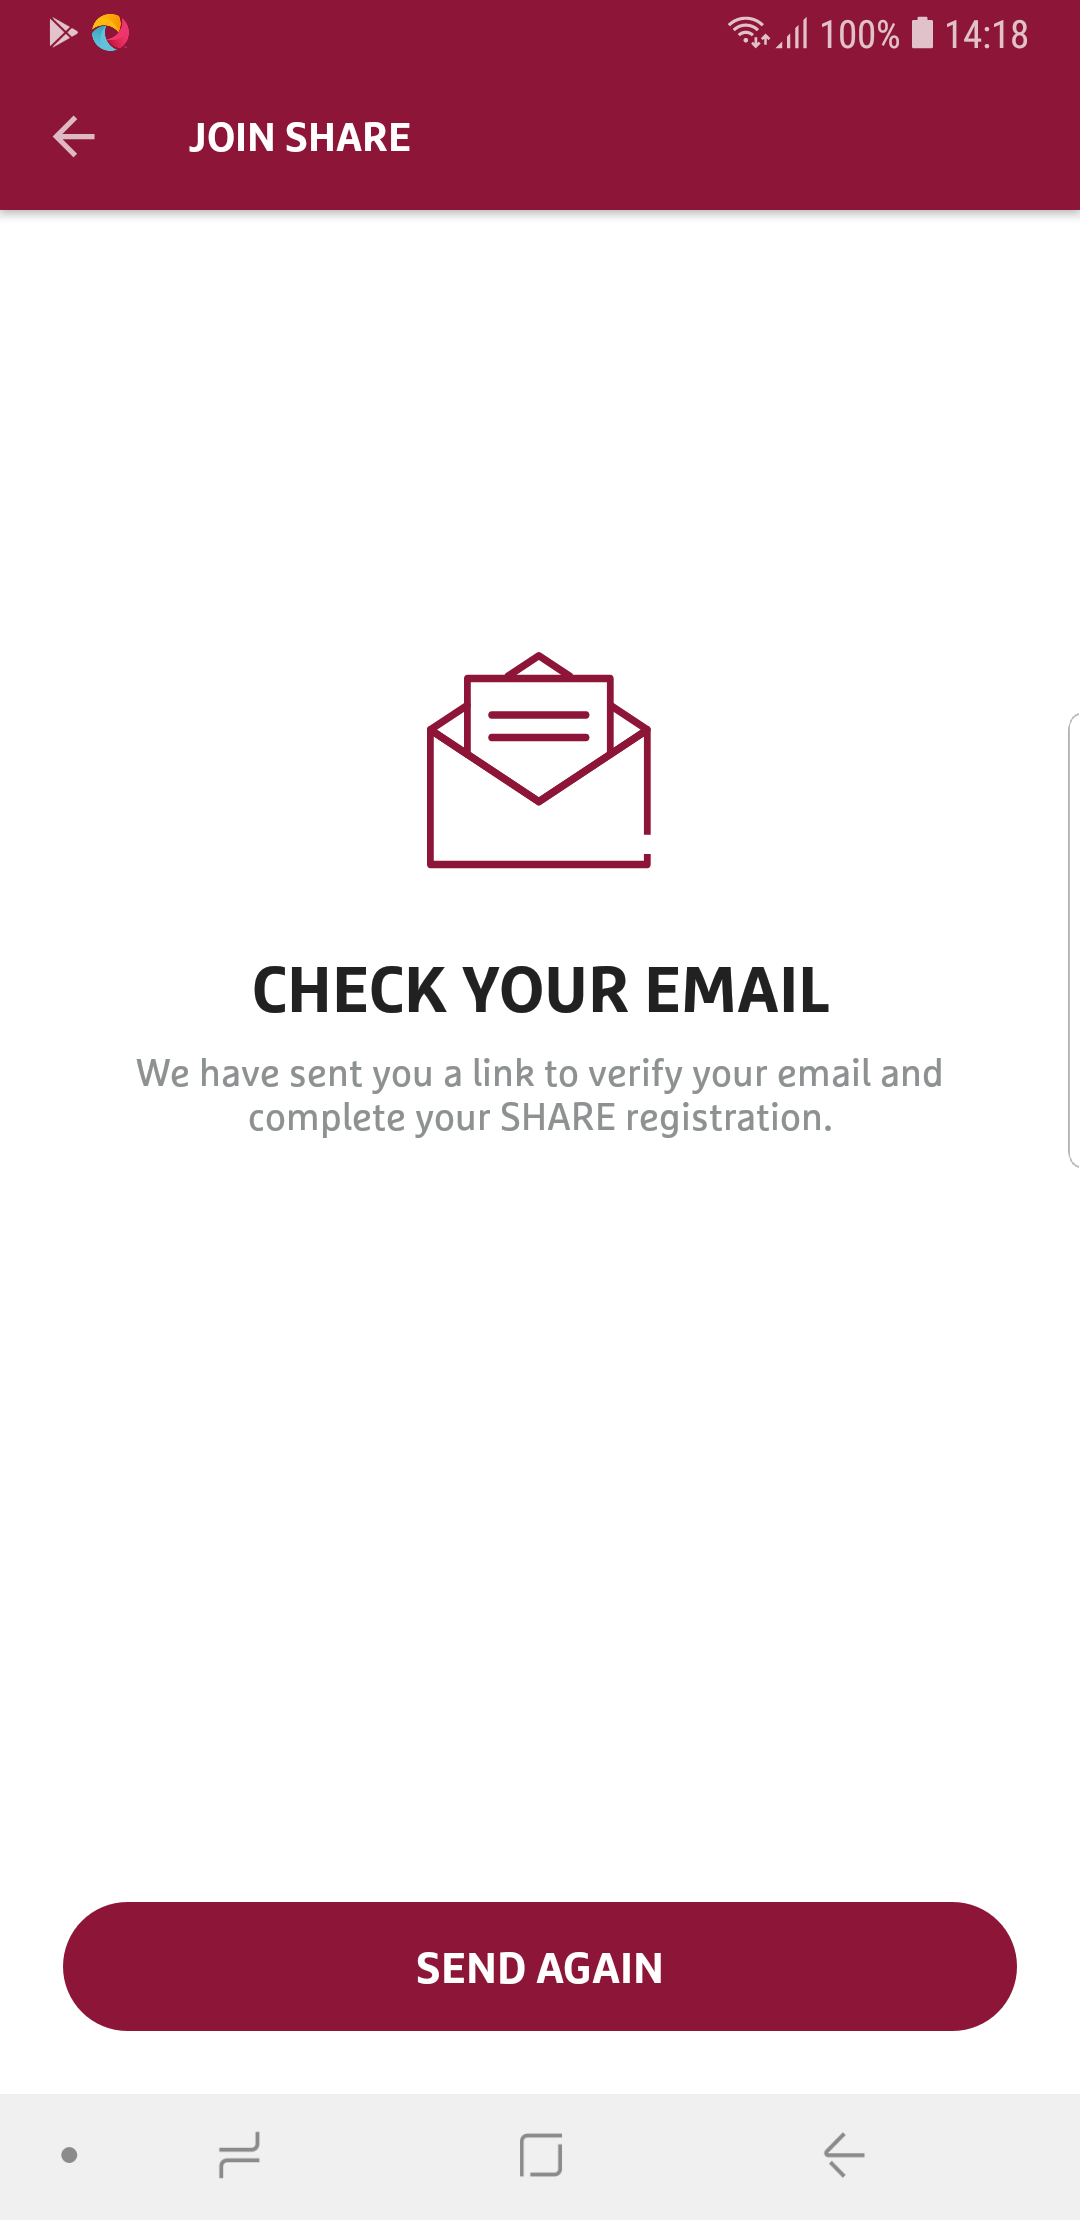 100% 14:18
JOIN SHARE
CHECK YOUR EMAIL
We have sent you a link to verify your email and
complete your SHARE registration.
SEND AGAIN